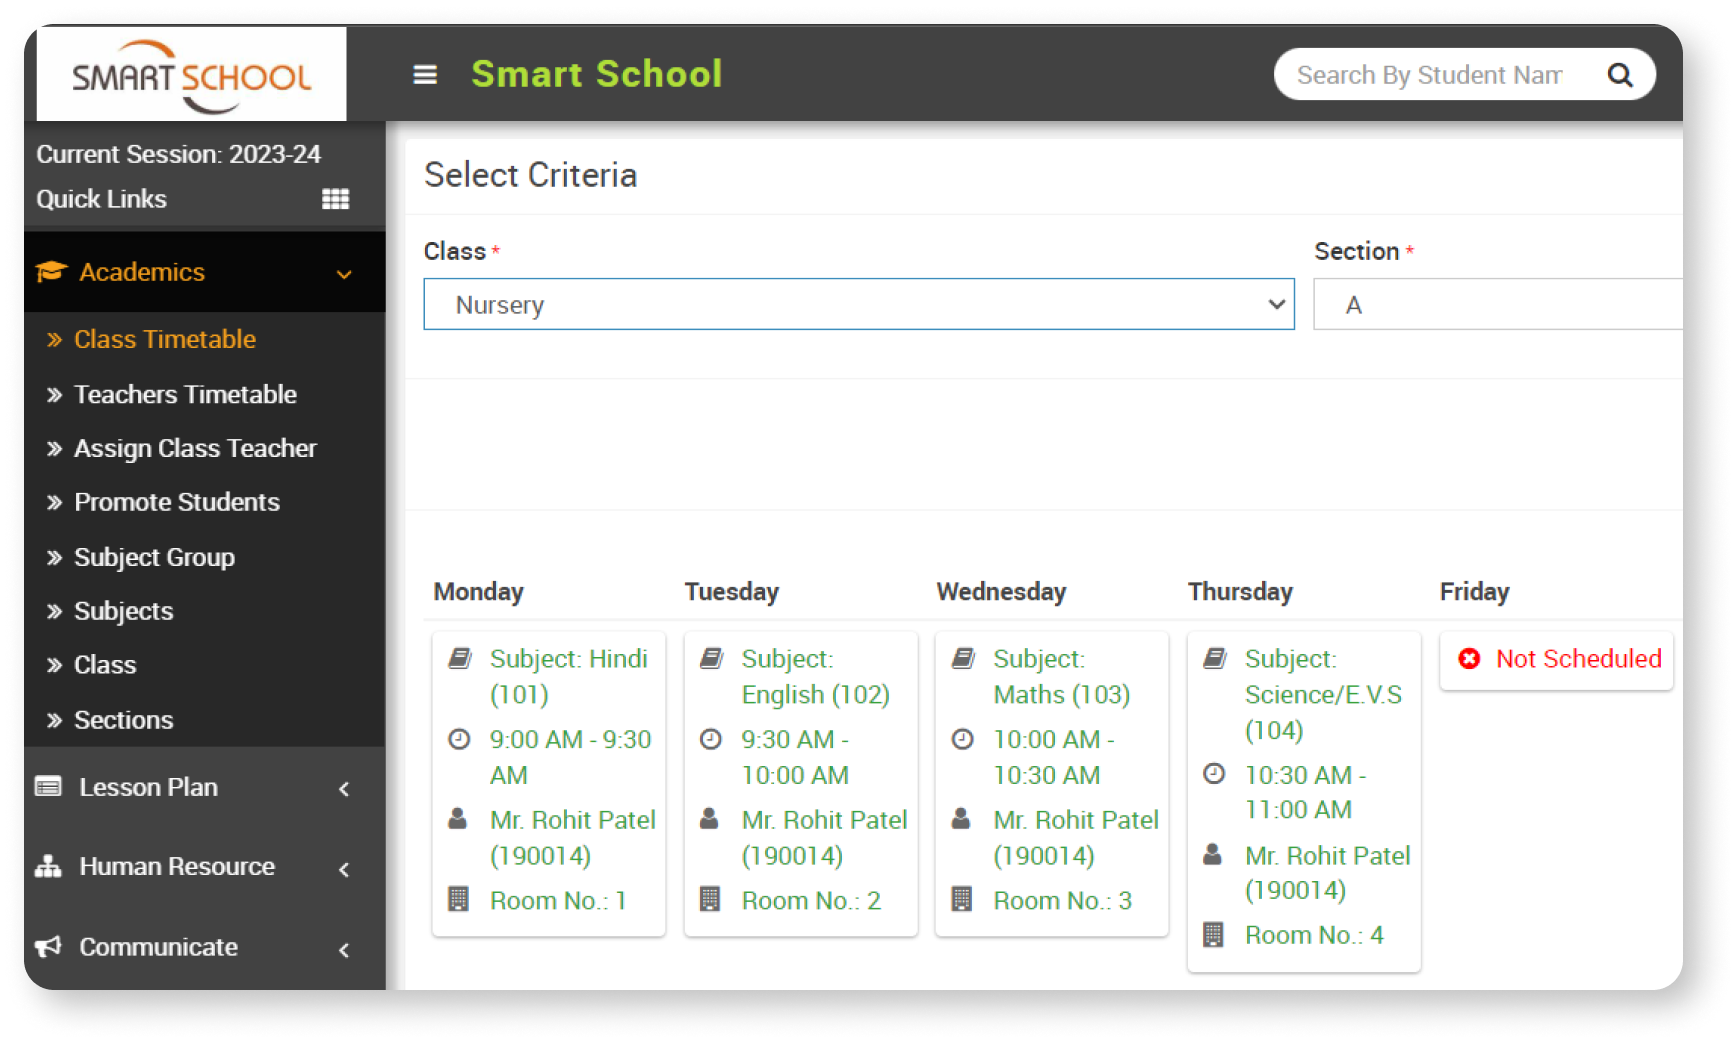 SMART SCHOOL
Smart School
Search By Student Nam
Current Session: 2023-24
Quick Links
Academics
Class Timetable
Teachers Timetable
Assign Class Teacher
Promote Students
Subject Group
Subjects
Class
Sections
Lesson Plan
Human Resource
Communicate
Select Criteria
Class *
Section *
Nursery
A
Monday
Subject: Hindi
(101)
9:00 AM - 9:30
AM
Mr. Rohit Patel
(190014)
Room No.: 1
Tuesday
Subject:
English (102)
9:30 AM -
10:00 AM
Mr. Rohit Patel
(190014)
Room No.: 2
Wednesday
Subject:
Maths (103)
10:00 AM -
10:30 AM
Mr. Rohit Patel
(190014)
Room No.: 3
Thursday
Subject:
Science/E.V.S
(104)
10:30 AM -
11:00 AM
Mr. Rohit Patel
(190014)
Room No.: 4
Friday
Not Scheduled